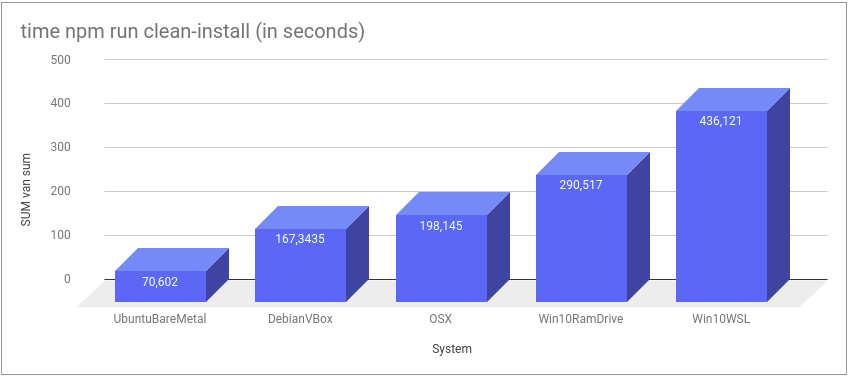 time npm run clean-install (in seconds)
500
400
300
200
100
0
SUM van sum
70,602
167,3435
198,145
290,517
436,121
UbuntuBareMetal
DebianVBox
OSX
Win10RamDrive
Win10WSL
System